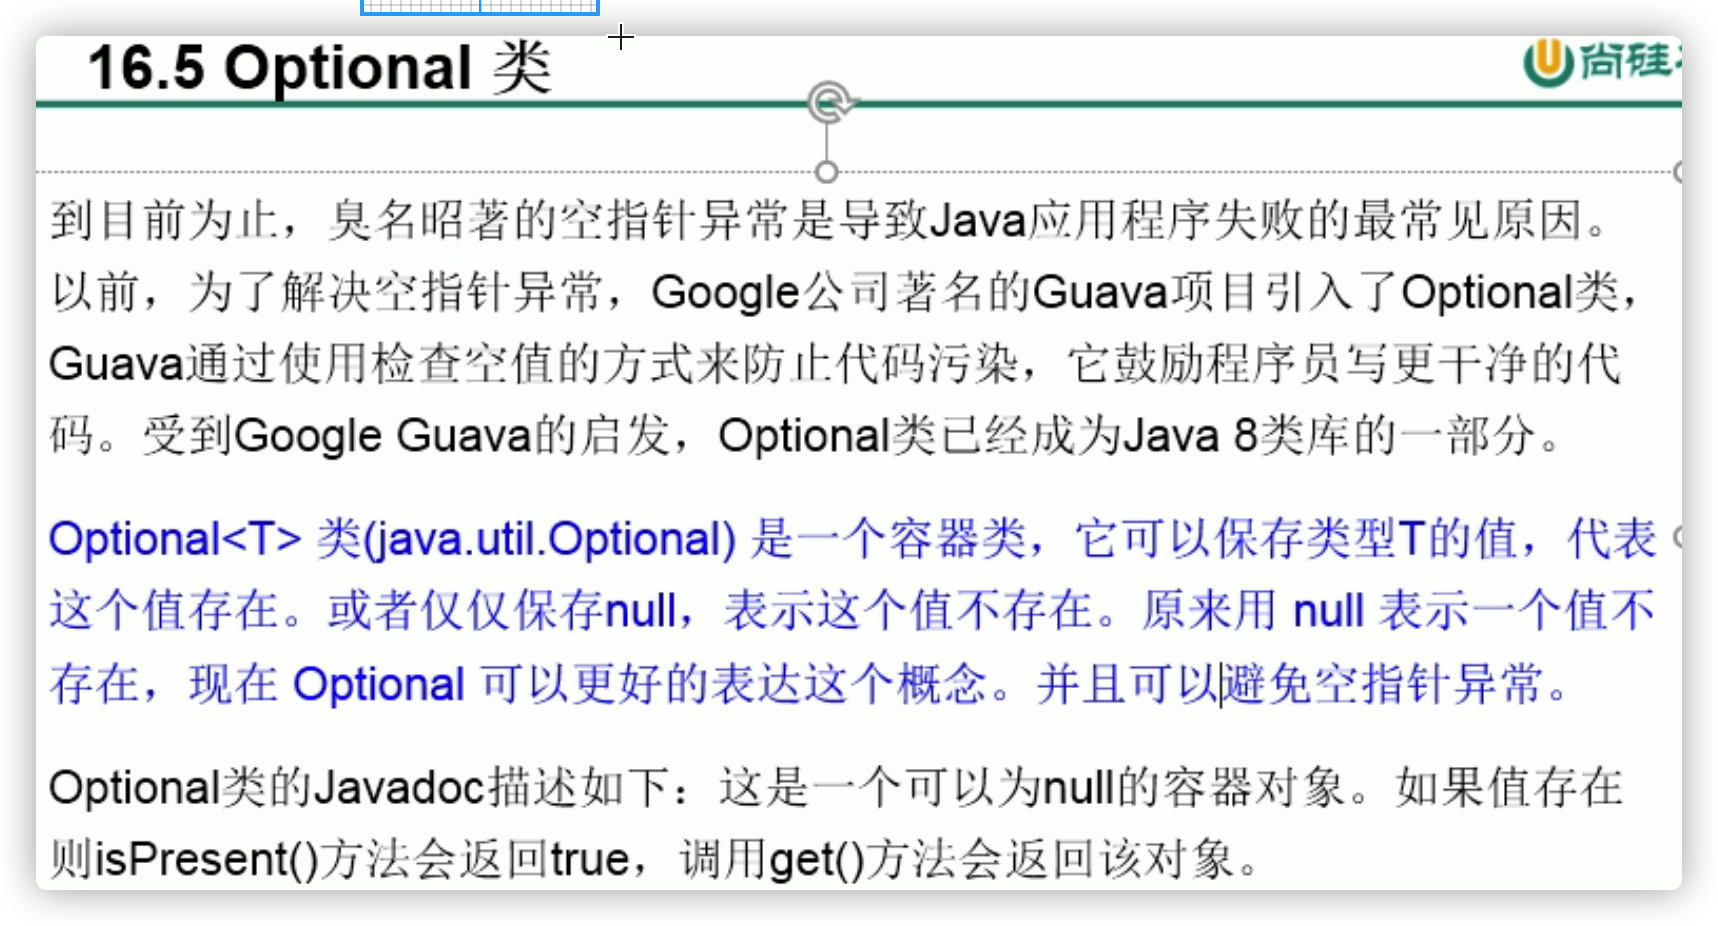 16.5 Optional 类
尚硅
到目前为止，臭名昭著的空指针异常是导致Java应用程序失败的最常见原因。
以前，为了解决空指针异常，Google公司著名的Guava项目引入了Optional类，
Guava通过使用检查空值的方式来防止代码污染，它鼓励程序员写更干净的代
码。受到Google Guava的启发，Optional类已经成为Java 8类库的一部分。
Optional<T> 类(java.util.Optional) 是一个容器类，它可以保存类型T的值，代表
这个值存在。或者仅仅保存null，表示这个值不存在。原来用 null 表示一个值不
存在，现在 Optional 可以更好的表达这个概念。并且可以避免空指针异常。
Optional类的Javadoc描述如下：这是一个可以为null的容器对象。如果值存在
则isPresent()方法会返回true，调用get()方法会返回该对象。